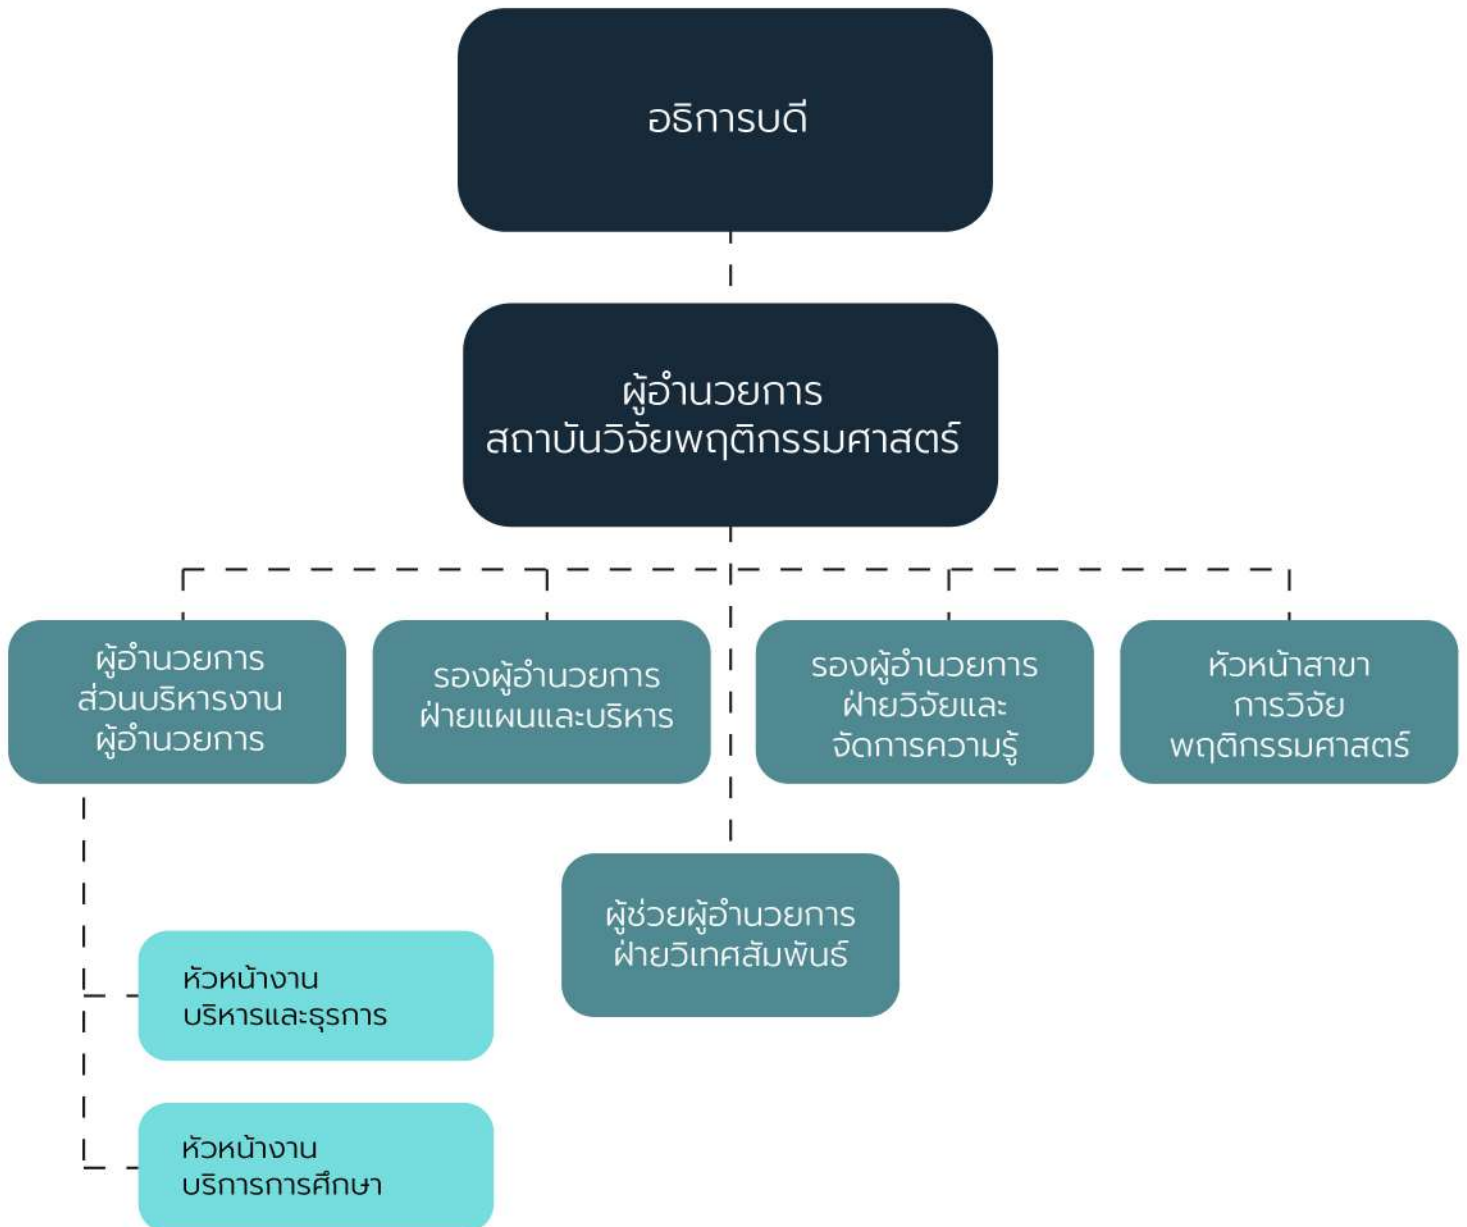 อธิการบดี
ผู้อำนวยการ
สถาบันวิจัยพฤติกรรมศาสตร์
ผู้อำนวยการ
ส่วนบริหารงาน
ผู้อำนวยการ
รองผู้อำนวยการ
ฝ่ายแผนและบริหาร
รองผู้อำนวยการ
ฝ่ายวิจัยและ
จัดการความรู้
หัวหน้าสาขา
การวิจัย
พฤติกรรมศาสตร์
ผู้ช่วยผู้อำนวยการ
ฝ่ายวิเทศสัมพันธ์
หัวหน้างาน
บริหารและธุรการ
หัวหน้างาน
บริการการศึกษา